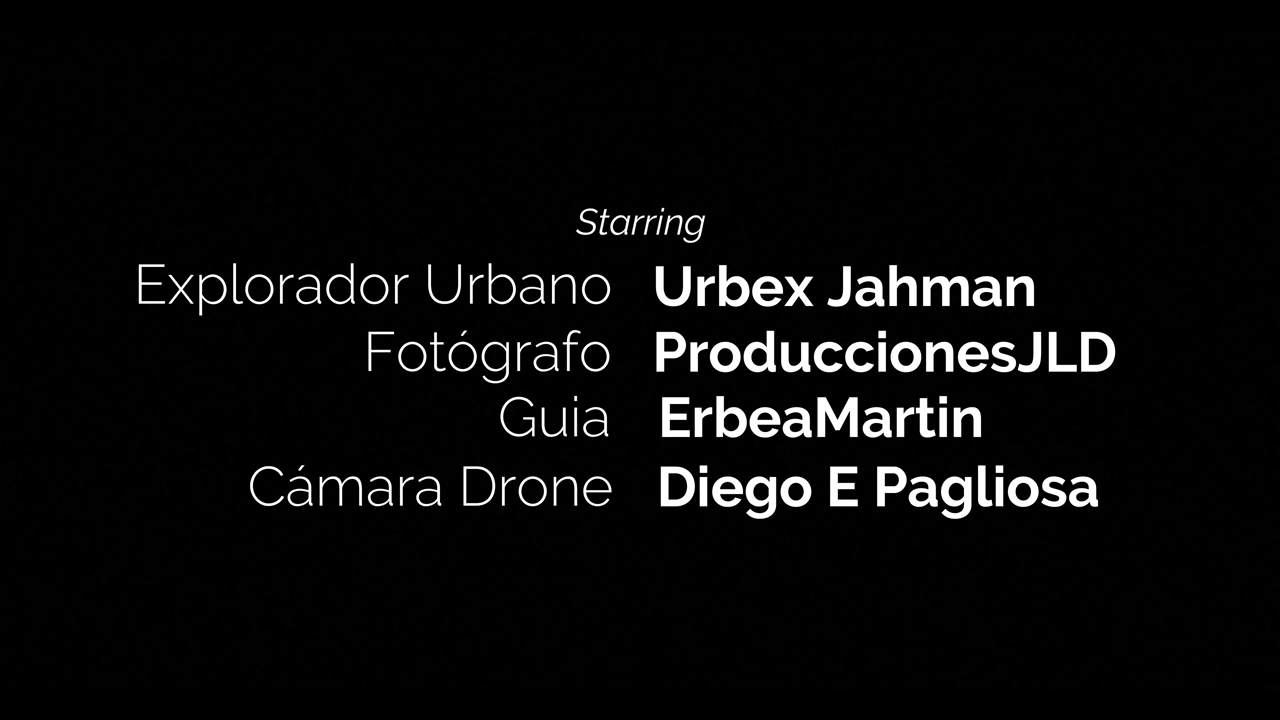 Starring
Explorador Urbano Urbex Jahman
Fotógrafo ProduccionesJLD
Guia ErbeaMartin
Cámara Drone Diego E Pagliosa